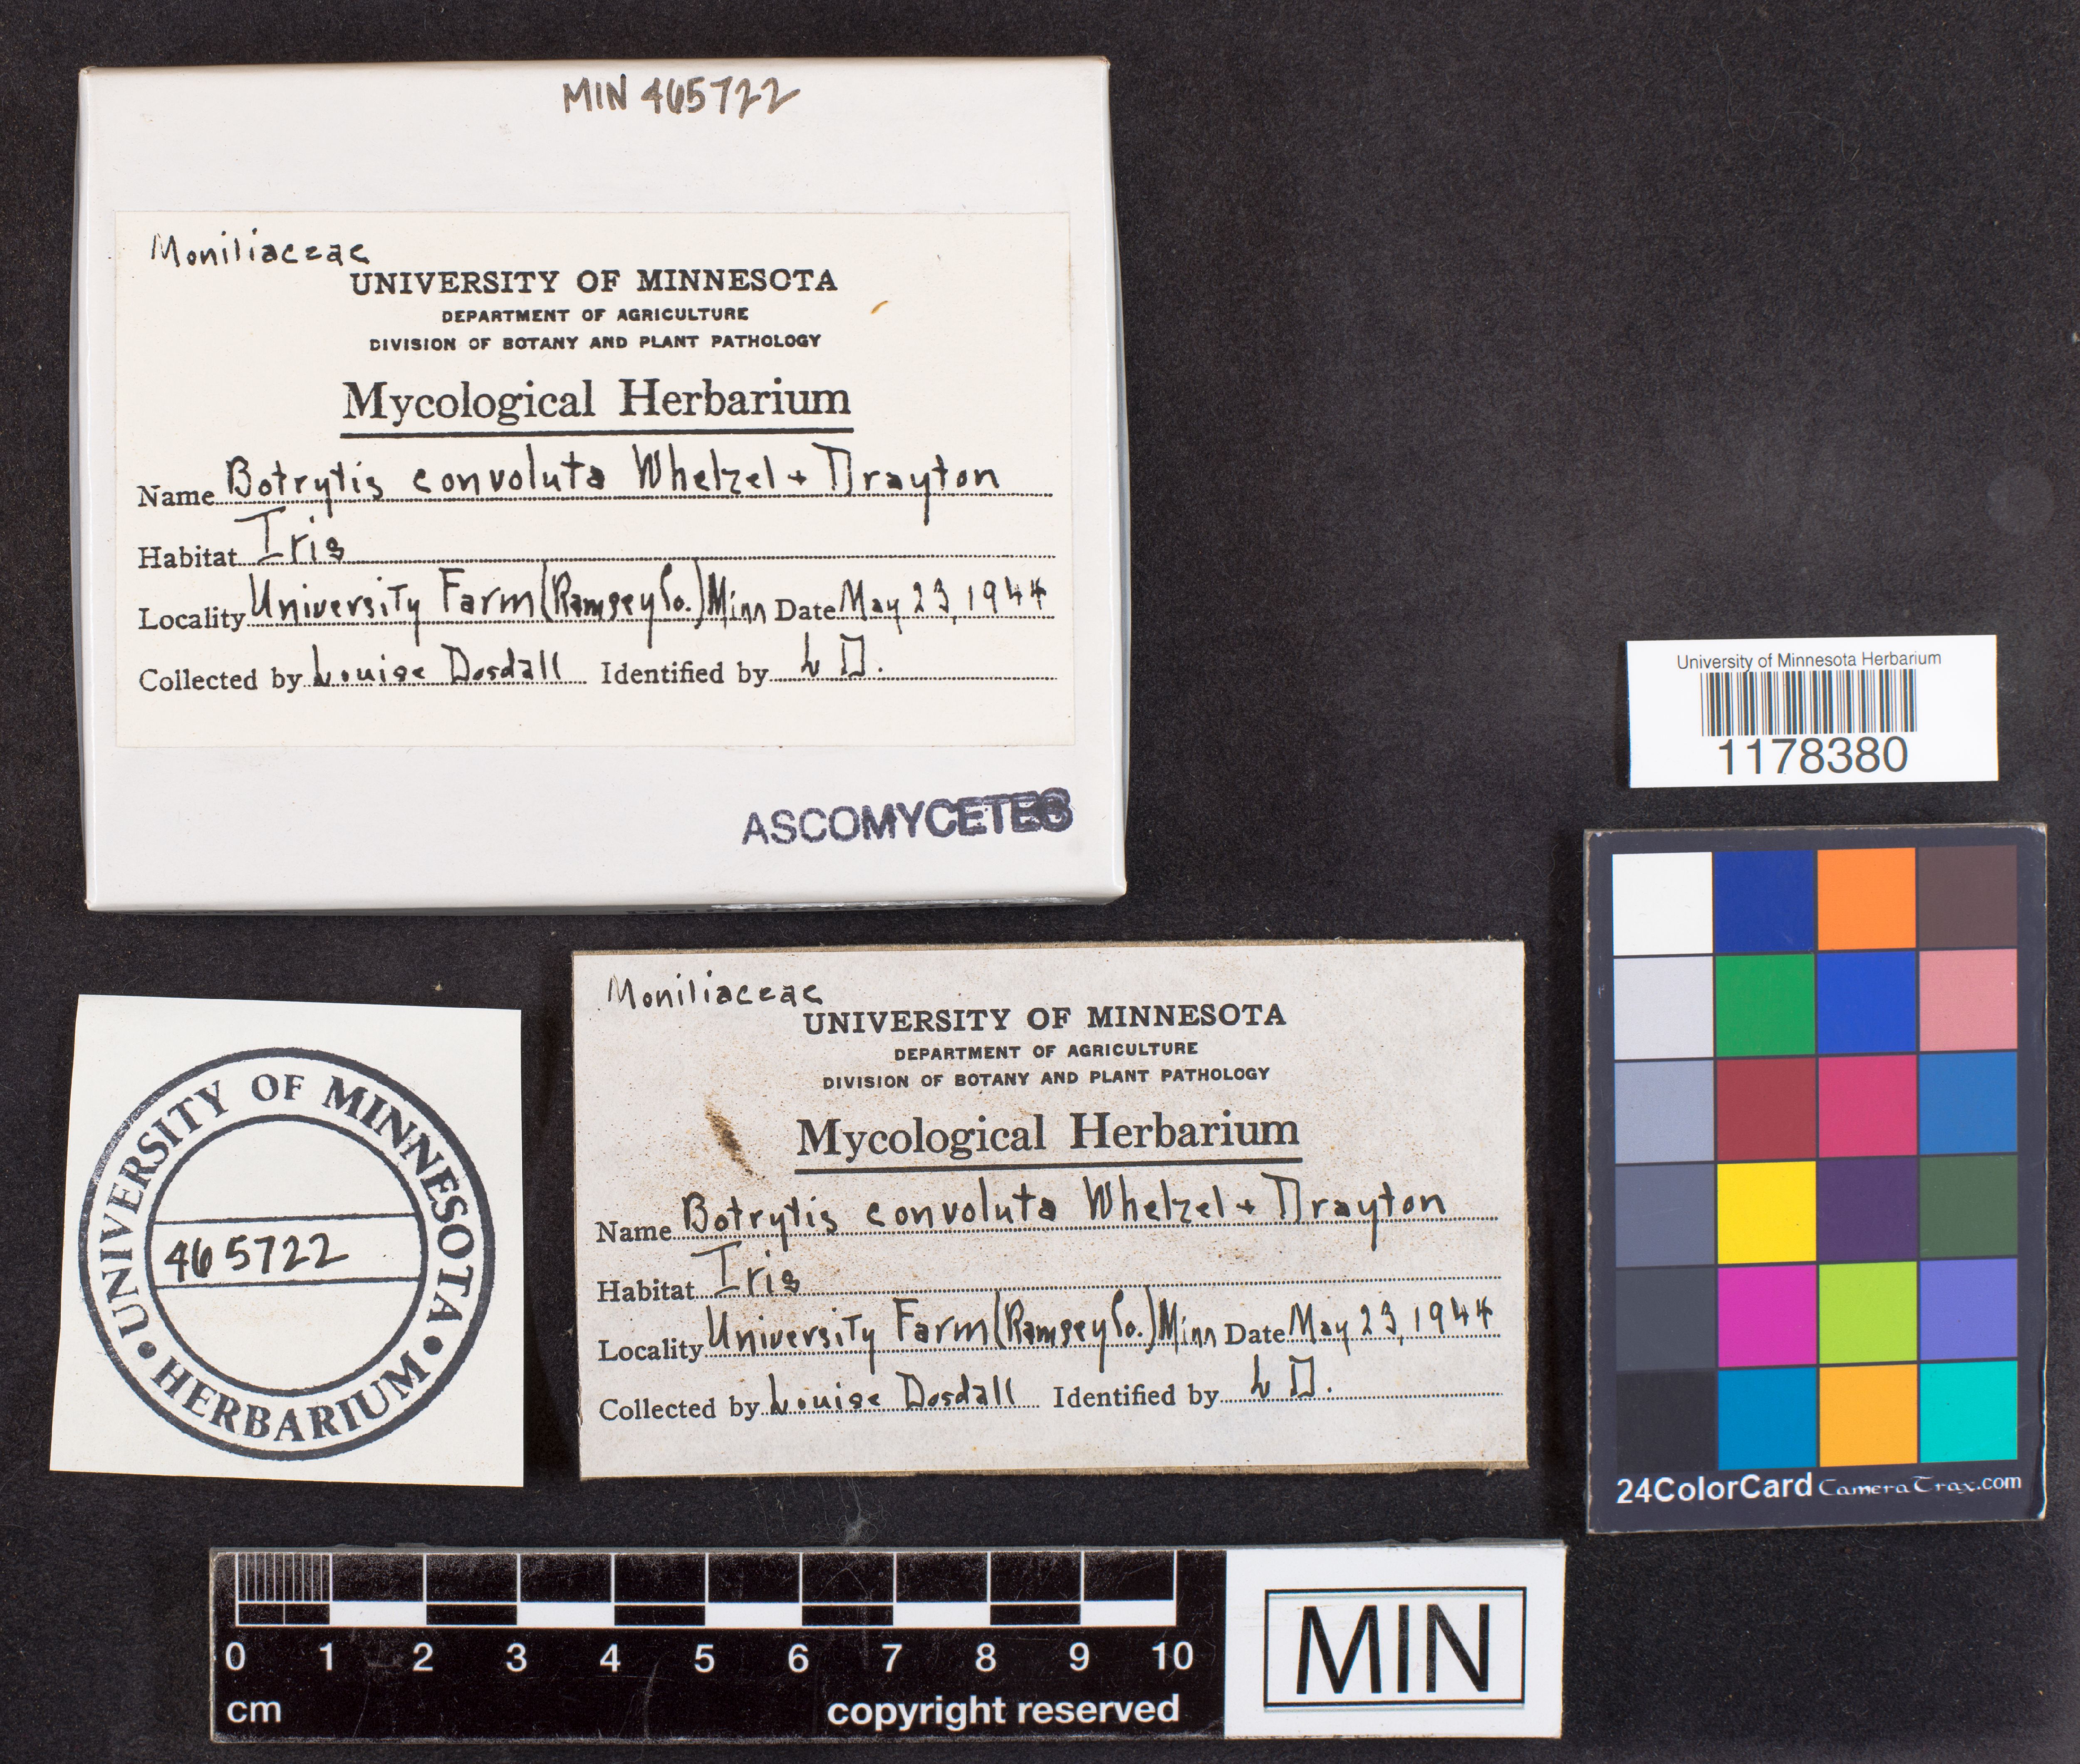 MIN 465722
Moniliaceae
UNIVERSITY OF MINNESOTA
DEPARTMENT OF AGRICULTURE
DIVISION OF BOTANY AND PLANT PATHOLOGY
Mycological Herbarium
Name Botrytis convoluta Whetzel + Drayton
Habitat Iris
Locality University Farm (Ramsey Co.) Minn Date May 23, 1944
Collected by Louise Dosdall Identified by L D.
ASCOMYCETES
University of Minnesota Herbarium
1178380
UNIVERSITY OF MINNESOTA
• HERBARIUM •
465722
Moniliaceae
UNIVERSITY OF MINNESOTA
DEPARTMENT OF AGRICULTURE
DIVISION OF BOTANY AND PLANT PATHOLOGY
Mycological Herbarium
Name Botrytis convoluta Whetzel + Drayton
Habitat Iris
Locality University Farm (Ramsey Co.) Minn Date May 23, 1944
Collected by Louise Dosdall Identified by L D.
24ColorCard CameraTrax.com
0 1 2 3 4 5 6 7 8 9 10
cm copyright reserved
MIN